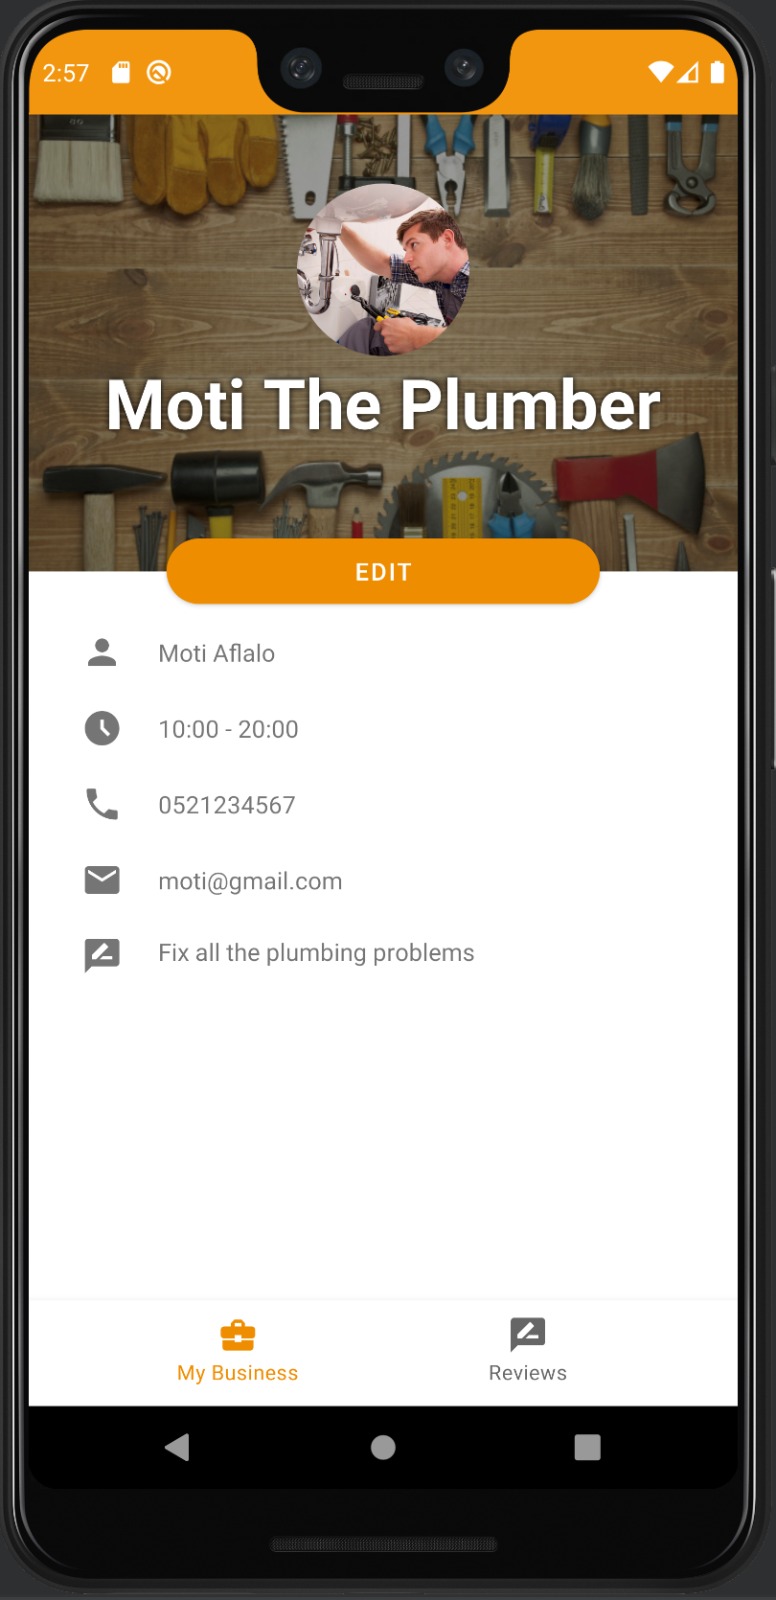 2:57
Moti The Plumber
EDIT
Moti Aflalo
10:00 - 20:00
0521234567
moti@gmail.com
Fix all the plumbing problems
My Business
Reviews